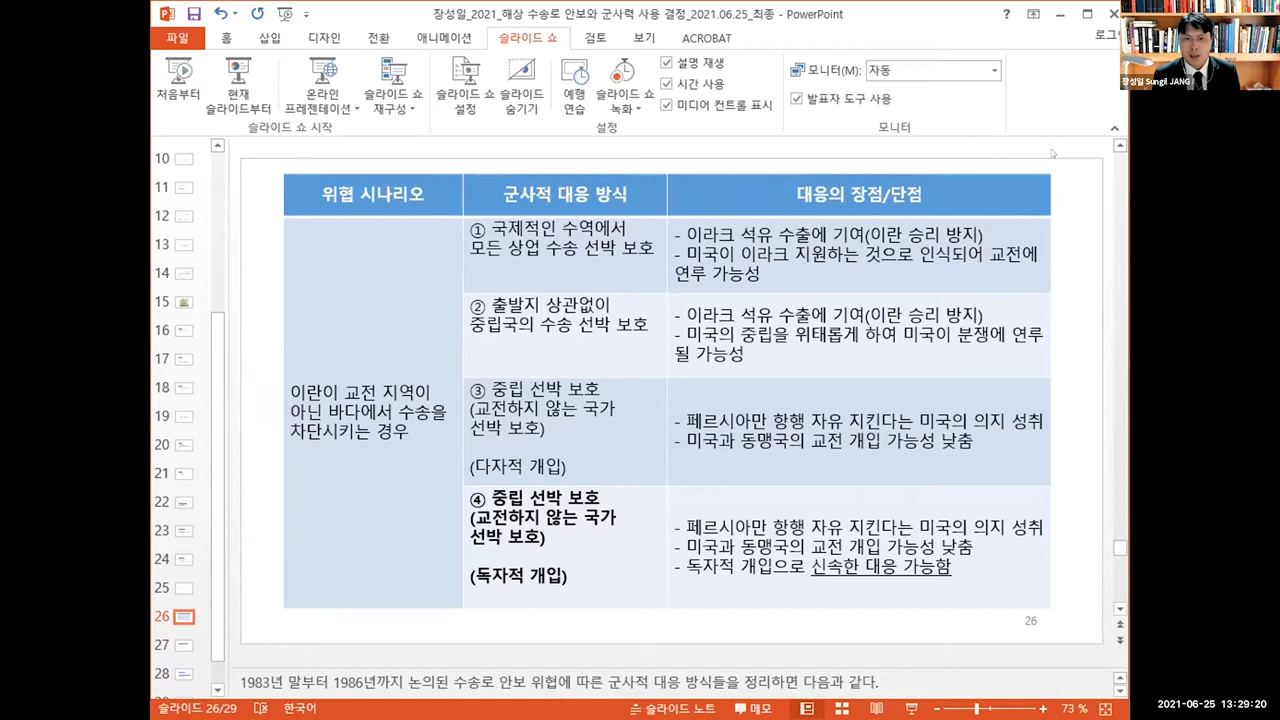 장성일_2021_해상 수송로 안보와 군사력 사용 결정_2021.06.25_최종 - PowerPoint
파일 홈 삽입 디자인 전환 애니메이션 슬라이드 쇼 검토 보기 ACROBAT 로그
처음부터
현재
슬라이드부터
온라인
프레젠테이션
슬라이드 쇼
재구성
슬라이드 쇼
설정
슬라이드
숨기기
예행
연습
슬라이드 쇼
녹화
설명 재생
시간 사용
미디어 컨트롤 표시
모니터(M): 자동
발표자 도구 사용
슬라이드 쇼 시작
설정
모니터
장성일 Sungil JANG
10
11
12
13
14
15
16
17
18
19
20
21
22
23
24
25
26
27
28
위협 시나리오
군사적 대응 방식
대응의 장점/단점
이란이 교전 지역이
아닌 바다에서 수송을
차단시키는 경우
① 국제적인 수역에서
모든 상업 수송 선박 보호
- 이라크 석유 수출에 기여(이란 승리 방지)
- 미국이 이라크 지원하는 것으로 인식되어 교전에
연루 가능성
② 출발지 상관없이
중립국의 수송 선박 보호
- 이라크 석유 수출에 기여(이란 승리 방지)
- 미국의 중립을 위태롭게 하여 미국이 분쟁에 연루
될 가능성
③ 중립 선박 보호
(교전하지 않는 국가
선박 보호)
(다자적 개입)
- 페르시아만 항행 자유 지킨다는 미국의 의지 성취
- 미국과 동맹국의 교전 개입 가능성 낮춤
④ 중립 선박 보호
(교전하지 않는 국가
선박 보호)
(독자적 개입)
- 페르시아만 항행 자유 지킨다는 미국의 의지 성취
- 미국과 동맹국의 교전 개입 가능성 낮춤
- 독자적 개입으로 신속한 대응 가능함
26
1983년 말부터 1986년까지 논의된 수송로 안보 위협에 따른 군사적 대응 방식들을 정리하면 다음과 같다.
슬라이드 26/29 한국어 슬라이드 노트 메모 73 %
2021-06-25 13:29:20